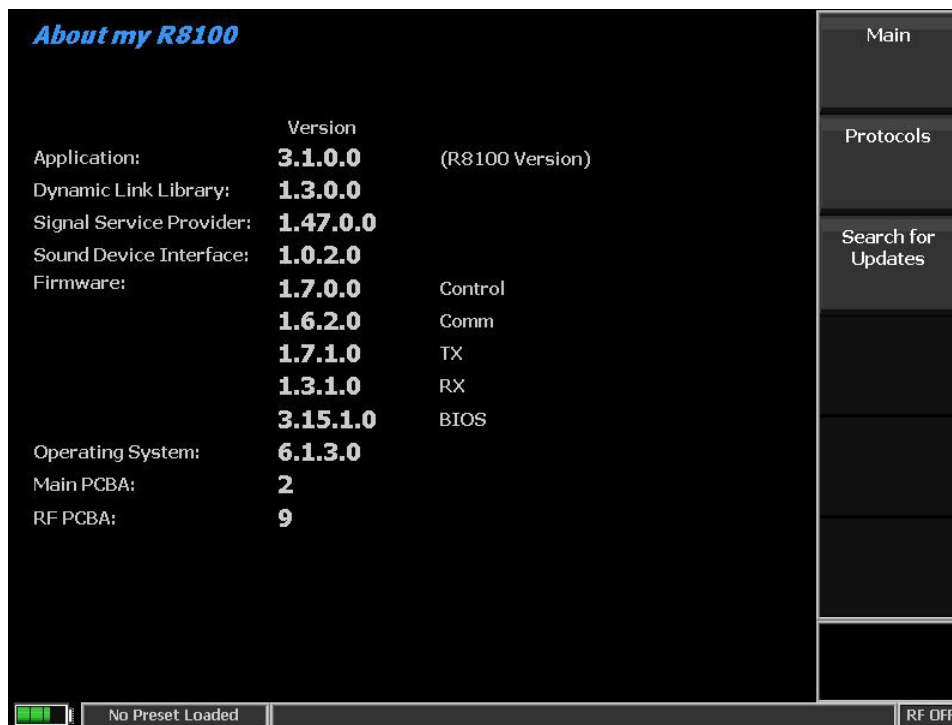 About my R8100
Main
Version
Protocols
Application: 3.1.0.0 (R8100 Version)
Dynamic Link Library: 1.3.0.0
Signal Service Provider: 1.47.0.0
Search for
Updates
Sound Device Interface: 1.0.2.0
Firmware: 1.7.0.0 Control
1.6.2.0 Comm
1.7.1.0 TX
1.3.1.0 RX
3.15.1.0 BIOS
Operating System: 6.1.3.0
Main PCBA: 2
RF PCBA: 9
No Preset Loaded
RF OFF